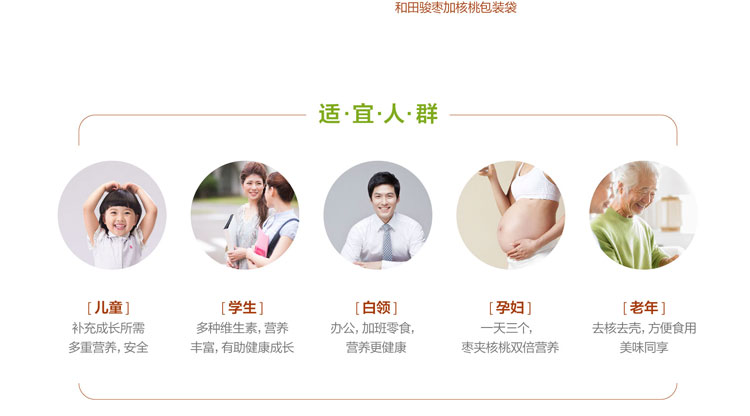 和田骏枣加核桃包装袋
适·宜·人·群
[ 儿童 ]
补充成长所需
多重营养, 安全
[ 学生 ]
多种维生素, 营养
丰富, 有助健康成长
[ 白领 ]
办公, 加班零食,
营养更健康
[ 孕妇 ]
一天三个,
枣夹核桃双倍营养
[ 老年 ]
去核去壳, 方便食用
美味同享